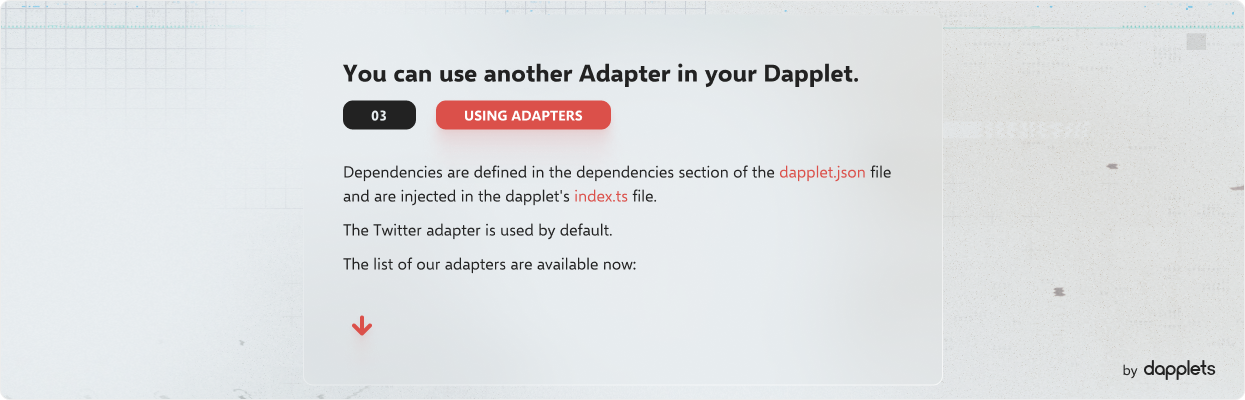 You can use another Adapter in your Dapplet.
03
USING ADAPTERS
Dependencies are defined in the dependencies section of the dapplet.json file
and are injected in the dapplet's index.ts file.
The Twitter adapter is used by default.
The list of our adapters are available now:
by dapplets